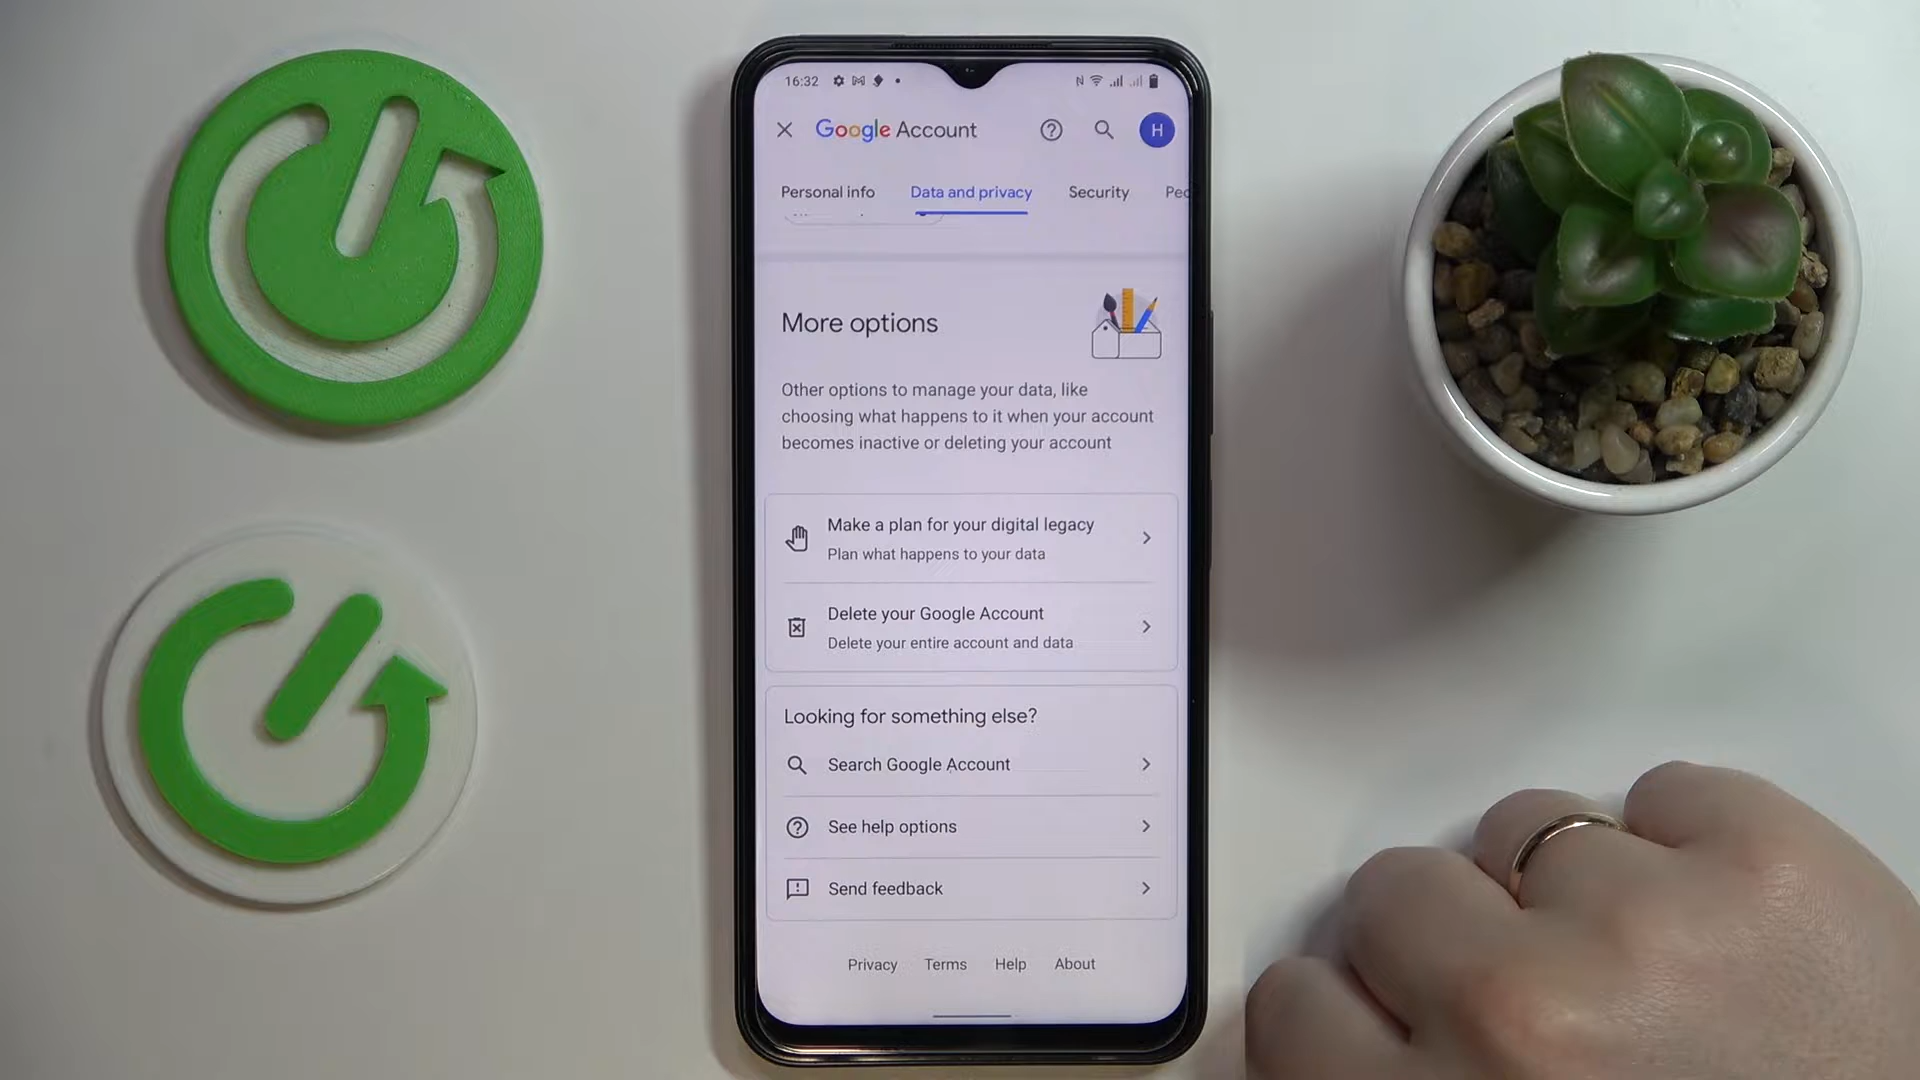 16:32
Google Account
H
Personal info Data and privacy Security
More options
Other options to manage your data, like
choosing what happens to it when your account
becomes inactive or deleting your account
Make a plan for your digital legacy
Plan what happens to your data
Delete your Google Account
Delete your entire account and data
Looking for something else?
Search Google Account
See help options
Send feedback
Privacy Terms Help About